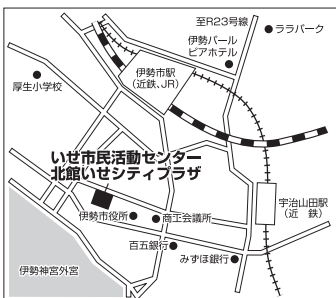 至R23号線
ララパーク
伊勢パール
ピアホテル
伊勢市駅
(近鉄、JR)
厚生小学校
いせ市民活動センター
北館いせシティプラザ
伊勢市役所
商工会議所
宇治山田駅
(近 鉄)
百五銀行
みずほ銀行
伊勢神宮外宮